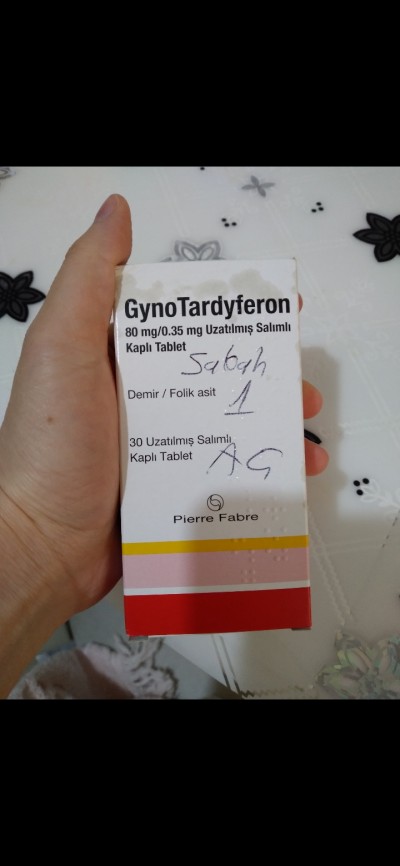 GynoTardyferon
80 mg/0.35 mg Uzatılmış Salımlı
Kaplı Tablet
Sabah
Demir / Folik asit
1
30 Uzatılmış Salımlı
Kaplı Tablet
AG
Pierre Fabre